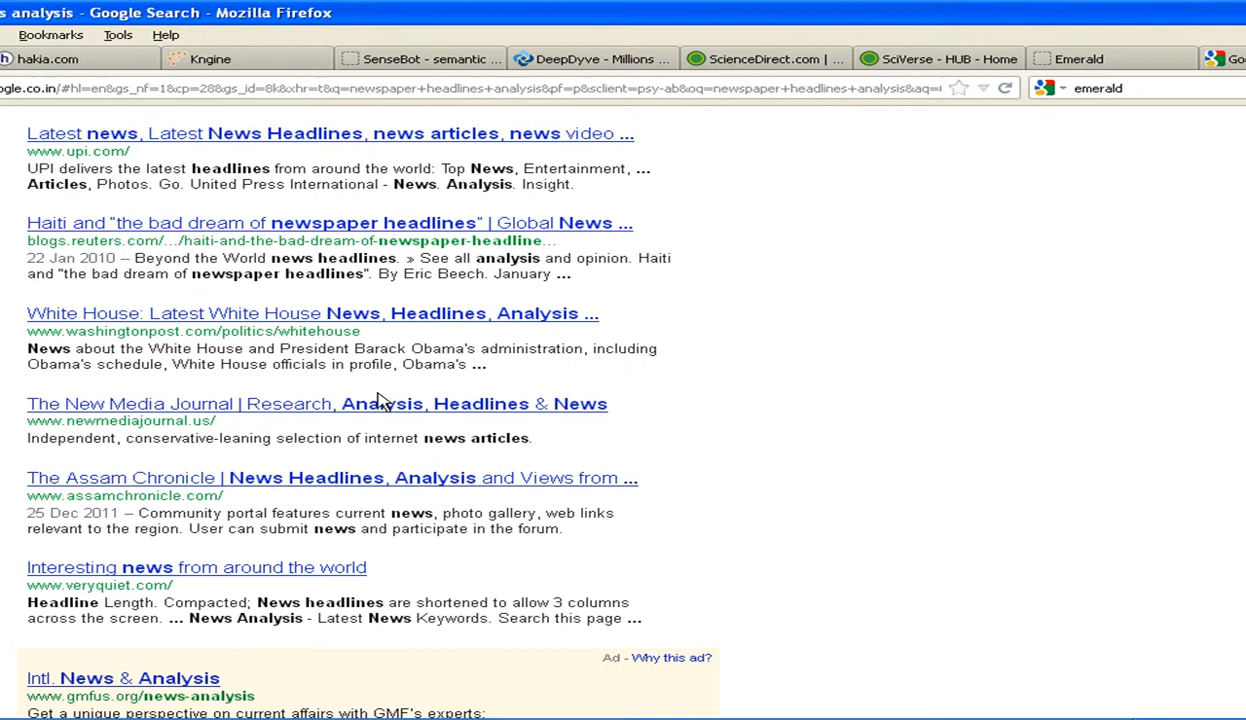 s analysis - Google Search - Mozilla Firefox
Bookmarks Tools Help
hakia.com Kngine SenseBot - semantic ... DeepDyve - Millions ... ScienceDirect.com | ... SciVerse - HUB - Home Emerald Go
ogle.co.in/#hl=en&gs_nf=1&cp=28&gs_id=8k&xhr=t&q=newspaper+headlines+analysis&pf=p&sclient=psy-ab&oq=newspaper+headlines+analysis&aq= emerald
Latest news, Latest News Headlines, news articles, news video ...
www.upi.com/
UPI delivers the latest headlines from around the world: Top News, Entertainment, ...
Articles, Photos. Go. United Press International - News. Analysis. Insight.
Haiti and "the bad dream of newspaper headlines" | Global News ...
blogs.reuters.com/.../haiti-and-the-bad-dream-of-newspaper-headline...
22 Jan 2010 – Beyond the World news headlines. » See all analysis and opinion. Haiti
and "the bad dream of newspaper headlines". By Eric Beech. January ...
White House: Latest White House News, Headlines, Analysis ...
www.washingtonpost.com/politics/whitehouse
News about the White House and President Barack Obama's administration, including
Obama's schedule, White House officials in profile, Obama's ...
The New Media Journal | Research, Analysis, Headlines & News
www.newmediajournal.us/
Independent, conservative-leaning selection of internet news articles.
The Assam Chronicle | News Headlines, Analysis and Views from ...
www.assamchronicle.com/
25 Dec 2011 – Community portal features current news, photo gallery, web links
relevant to the region. User can submit news and participate in the forum.
Interesting news from around the world
www.veryquiet.com/
Headline Length. Compacted; News headlines are shortened to allow 3 columns
across the screen. ... News Analysis - Latest News Keywords. Search this page ...
Ad - Why this ad?
Intl. News & Analysis
www.gmfus.org/news-analysis
Get a unique perspective on current affairs with GMF's experts: